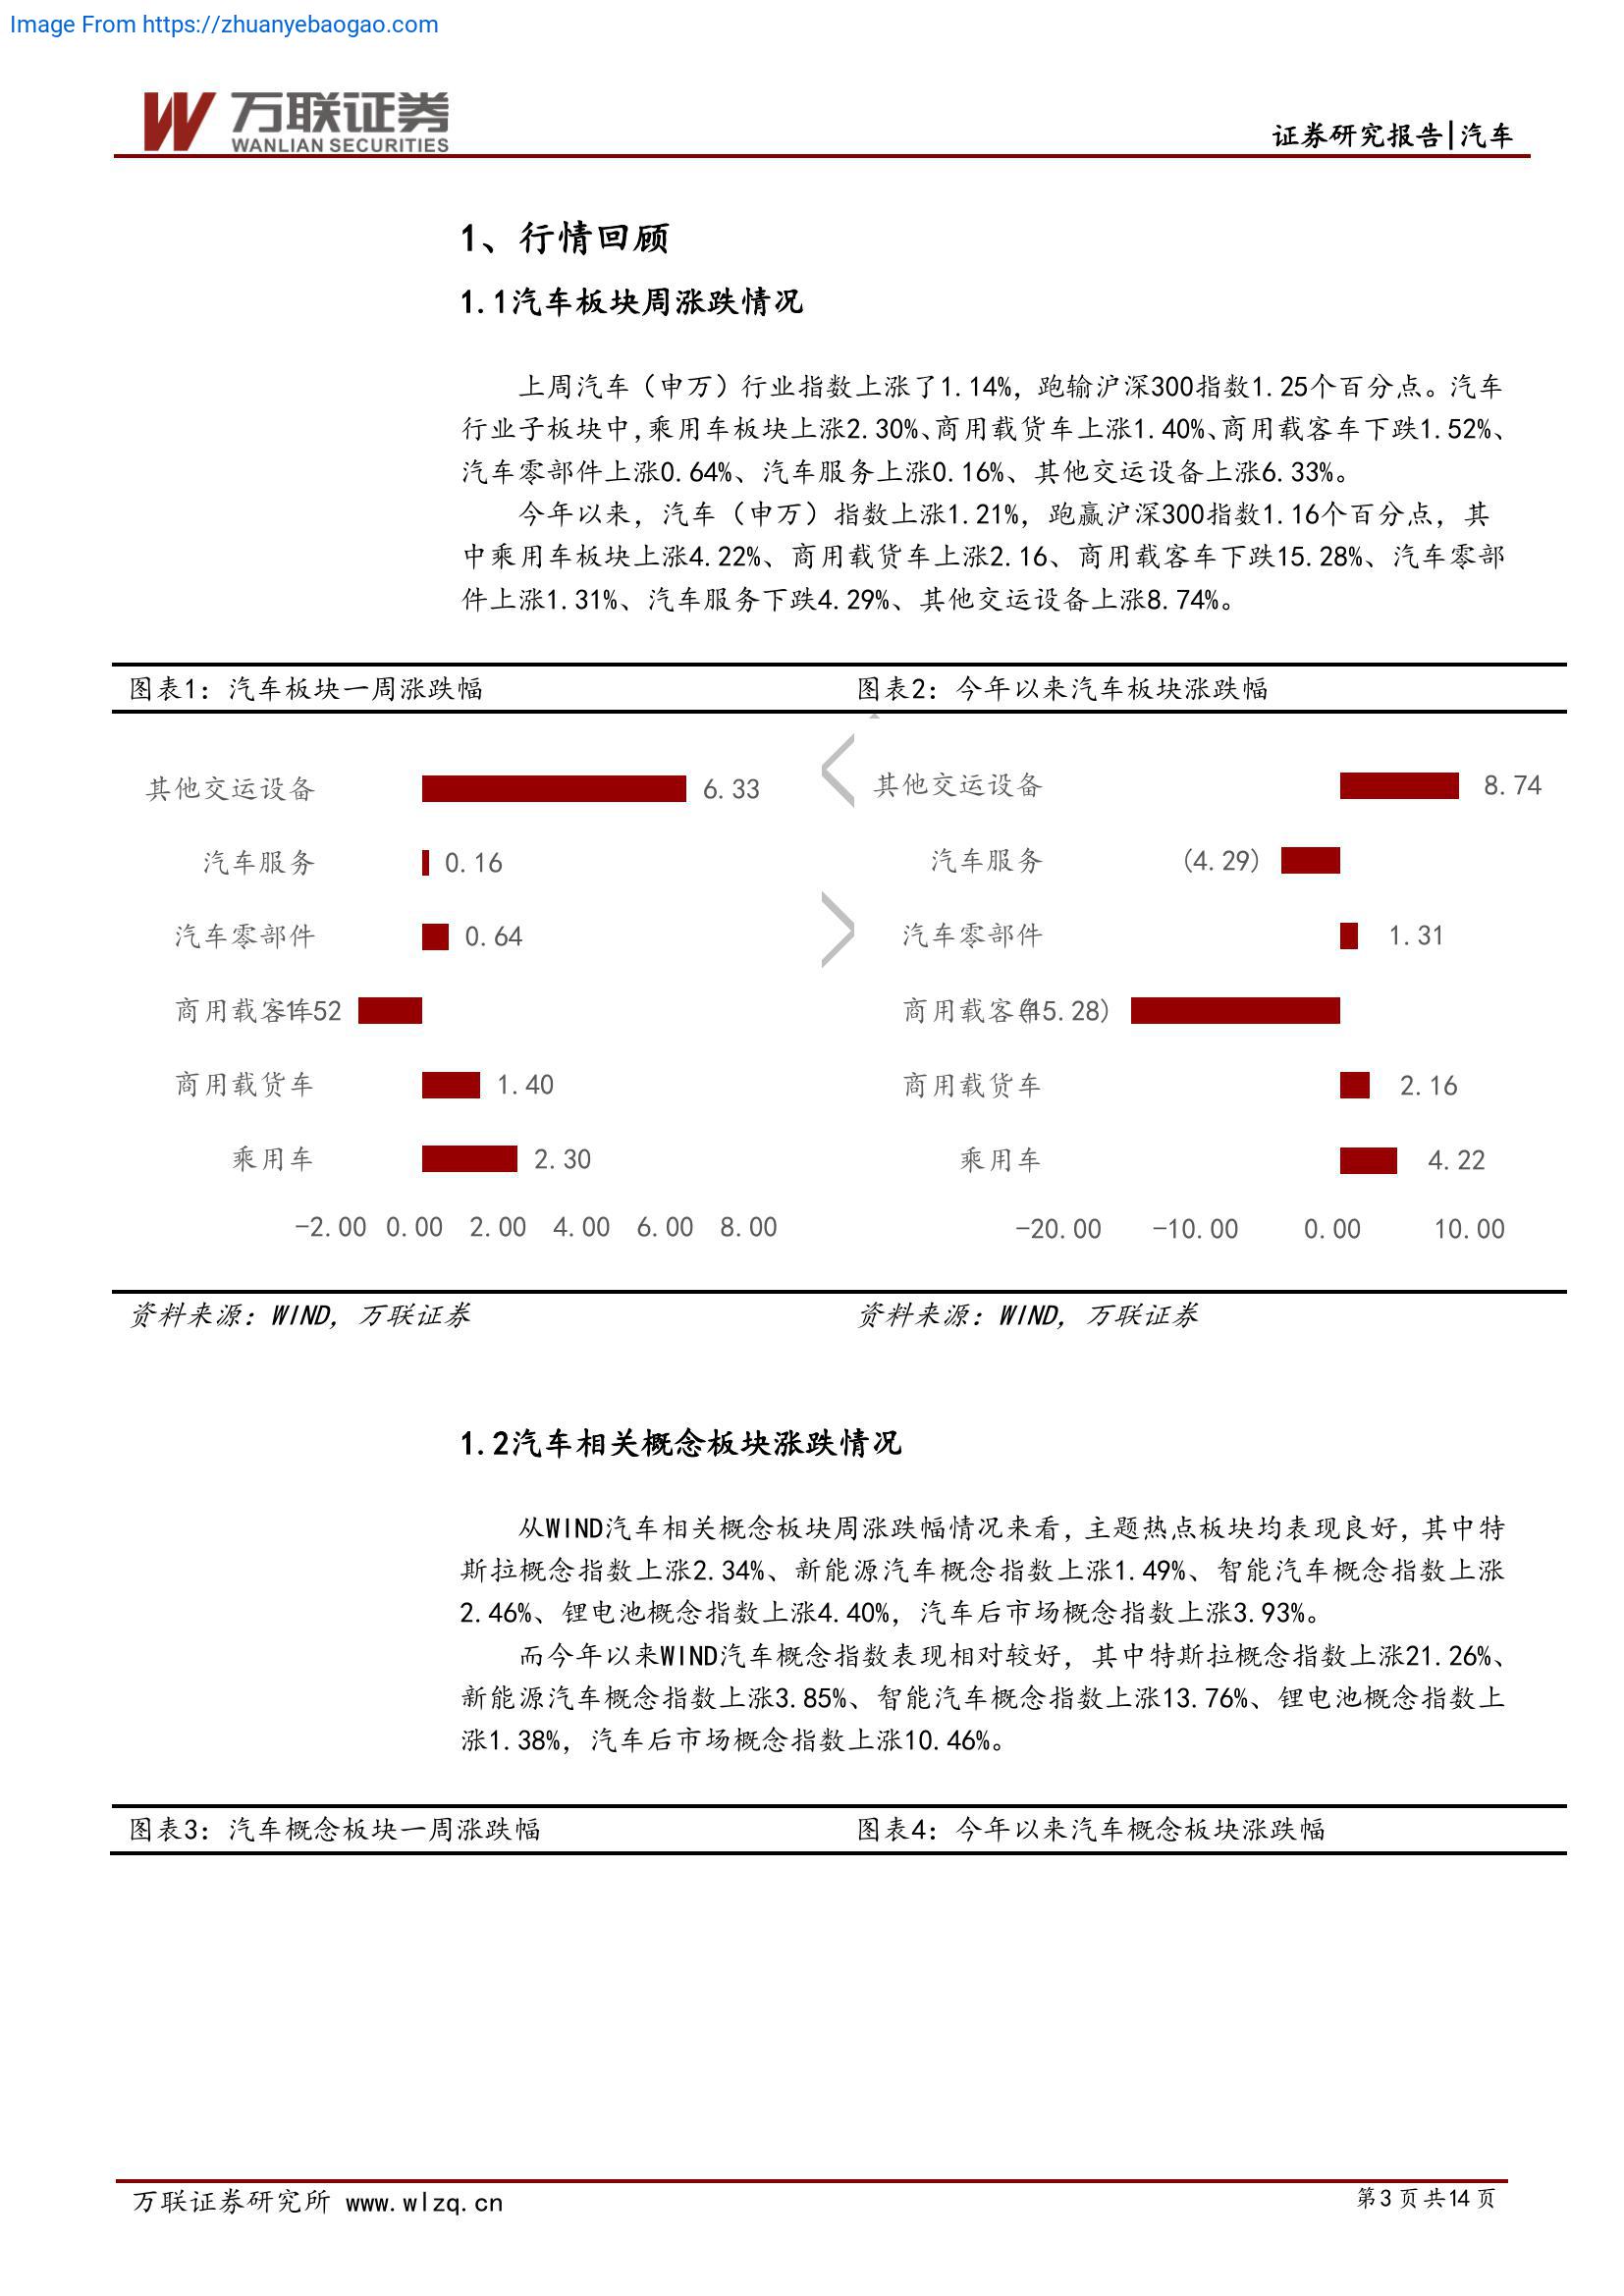 Image From https://zhuanyebaogao.com
万联证券
WANLIAN SECURITIES
证券研究报告|汽车
1、行情回顾
1.1汽车板块周涨跌情况
上周汽车（申万）行业指数上涨了1.14%，跑输沪深300指数1.25个百分点。汽车
行业子板块中，乘用车板块上涨2.30%、商用载货车上涨1.40%、商用载客车下跌1.52%、
汽车零部件上涨0.64%、汽车服务上涨0.16%、其他交运设备上涨6.33%。
今年以来，汽车（申万）指数上涨1.21%，跑赢沪深300指数1.16个百分点，其
中乘用车板块上涨4.22%、商用载货车上涨2.16、商用载客车下跌15.28%、汽车零部
件上涨1.31%、汽车服务下跌4.29%、其他交运设备上涨8.74%。
图表1：汽车板块一周涨跌幅
其他交运设备 6.33
汽车服务 0.16
汽车零部件 0.64
商用载客车 -1.52
商用载货车 1.40
乘用车 2.30
-2.00 0.00 2.00 4.00 6.00 8.00
资料来源：WIND，万联证券
图表2：今年以来汽车板块涨跌幅
其他交运设备 8.74
汽车服务 (4.29)
汽车零部件 1.31
商用载客车 (15.28)
商用载货车 2.16
乘用车 4.22
-20.00 -10.00 0.00 10.00
资料来源：WIND，万联证券
1.2汽车相关概念板块涨跌情况
从WIND汽车相关概念板块周涨跌幅情况来看，主题热点板块均表现良好，其中特
斯拉概念指数上涨2.34%、新能源汽车概念指数上涨1.49%、智能汽车概念指数上涨
2.46%、锂电池概念指数上涨4.40%，汽车后市场概念指数上涨3.93%。
而今年以来WIND汽车概念指数表现相对较好，其中特斯拉概念指数上涨21.26%、
新能源汽车概念指数上涨3.85%、智能汽车概念指数上涨13.76%、锂电池概念指数上
涨1.38%，汽车后市场概念指数上涨10.46%。
图表3：汽车概念板块一周涨跌幅
图表4：今年以来汽车概念板块涨跌幅
万联证券研究所 www.wlzq.cn
第3页共14页